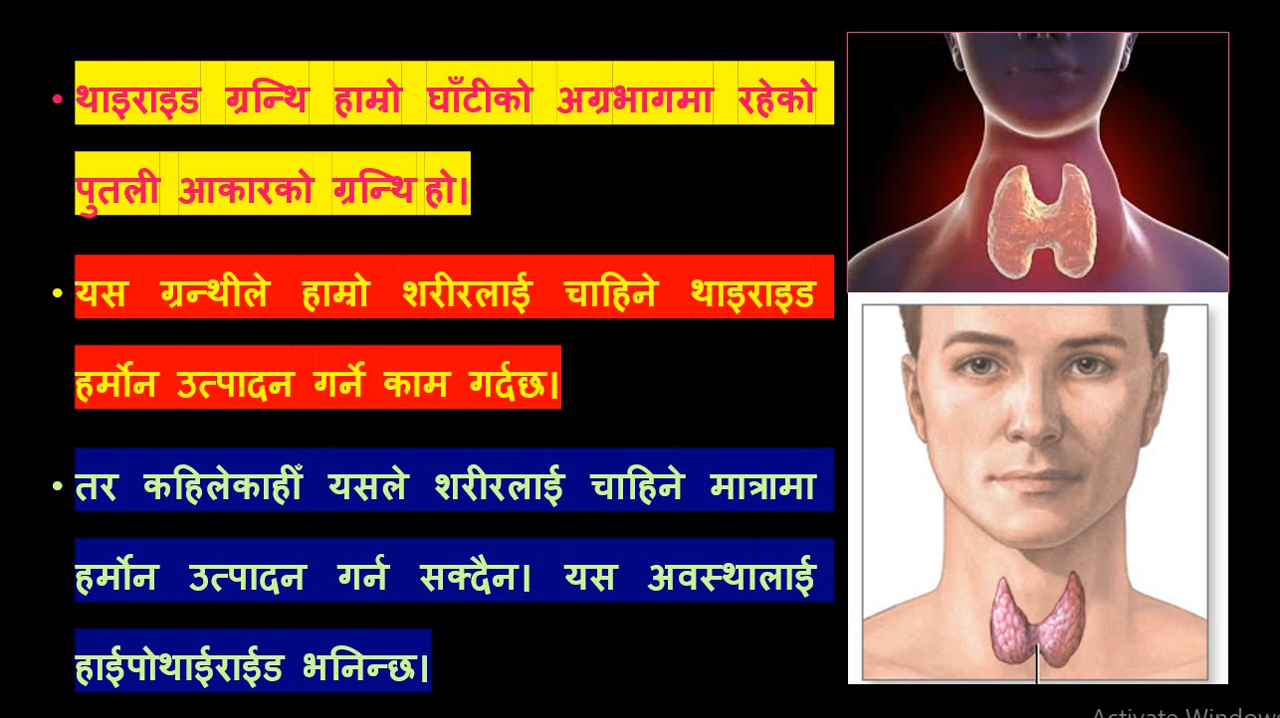 • थाइराइड ग्रन्थि हाम्रो घाँटीको अग्रभागमा रहेको
पुतली आकारको ग्रन्थि हो।
• यस ग्रन्थीले हाम्रो शरीरलाई चाहिने थाइराइड
हर्मोन उत्पादन गर्ने काम गर्दछ।
• तर कहिलेकाहीँ यसले शरीरलाई चाहिने मात्रामा
हर्मोन उत्पादन गर्न सक्दैन। यस अवस्थालाई
हाईपोथाईराईड भनिन्छ।
Activate Window